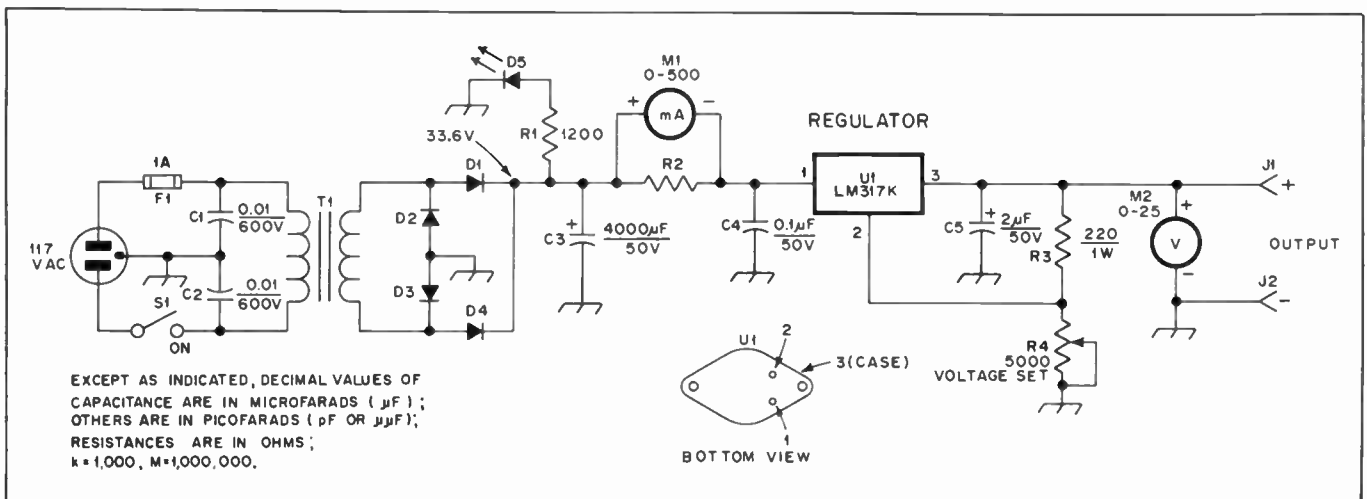 D5
M1
0-500
+
-
mA
33.6V
R1
1200
R2
REGULATOR
1A
F1
D1
U1
LM317K
1
3
2
J1
+
C1
0.01
600V
T1
D2
C3
+
4000µF
50V
C4
0.1µF
50V
C5
+
2µF
50V
R3
220
1W
M2
0-25
+
V
-
OUTPUT
117
VAC
C2
0.01
600V
D3
D4
J2
-
S1
ON
R4
5000
VOLTAGE SET
U1
2
3(CASE)
1
BOTTOM VIEW
EXCEPT AS INDICATED, DECIMAL VALUES OF
CAPACITANCE ARE IN MICROFARADS ( µF ) ;
OTHERS ARE IN PICOFARADS ( pF OR µµF);
RESISTANCES ARE IN OHMS;
k=1,000, M=1,000,000.